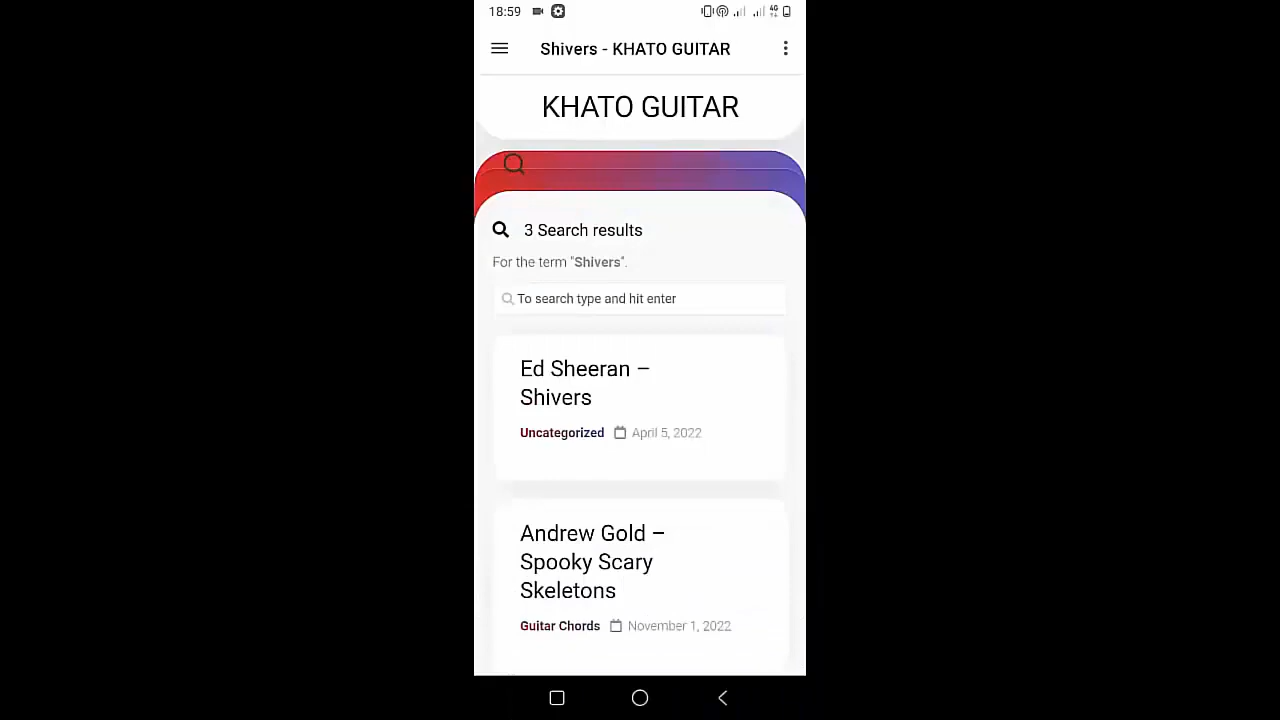 18:59
4G
Shivers - KHATO GUITAR
KHATO GUITAR
3 Search results
For the term "Shivers".
To search type and hit enter
Ed Sheeran –
Shivers
Uncategorized April 5, 2022
Andrew Gold –
Spooky Scary
Skeletons
Guitar Chords November 1, 2022